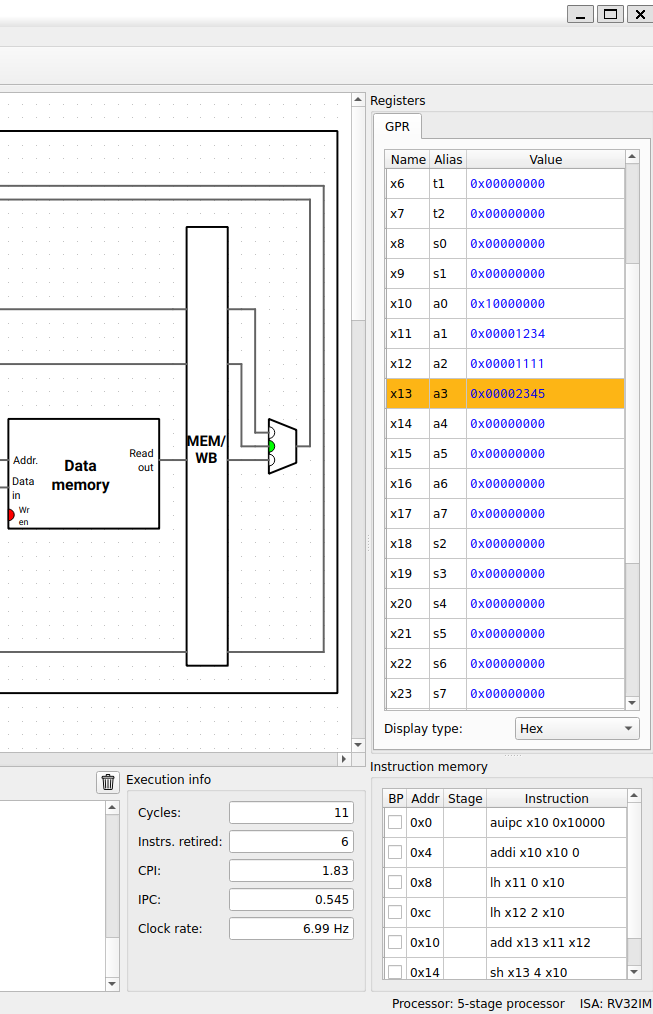 Registers
GPR
Name Alias Value
x6 t1 0x00000000
x7 t2 0x00000000
x8 s0 0x00000000
x9 s1 0x00000000
x10 a0 0x10000000
x11 a1 0x00001234
x12 a2 0x00001111
x13 a3 0x00002345
x14 a4 0x00000000
x15 a5 0x00000000
x16 a6 0x00000000
x17 a7 0x00000000
x18 s2 0x00000000
x19 s3 0x00000000
x20 s4 0x00000000
x21 s5 0x00000000
x22 s6 0x00000000
x23 s7 0x00000000
Display type: Hex
Addr.
Data
in
Wr
en
Data
memory
Read
out
MEM/
WB
Execution info
Cycles: 11
Instrs. retired: 6
CPI: 1.83
IPC: 0.545
Clock rate: 6.99 Hz
Instruction memory
BP Addr Stage Instruction
0x0 auipc x10 0x10000
0x4 addi x10 x10 0
0x8 lh x11 0 x10
0xc lh x12 2 x10
0x10 add x13 x11 x12
0x14 sh x13 4 x10
Processor: 5-stage processor ISA: RV32IM